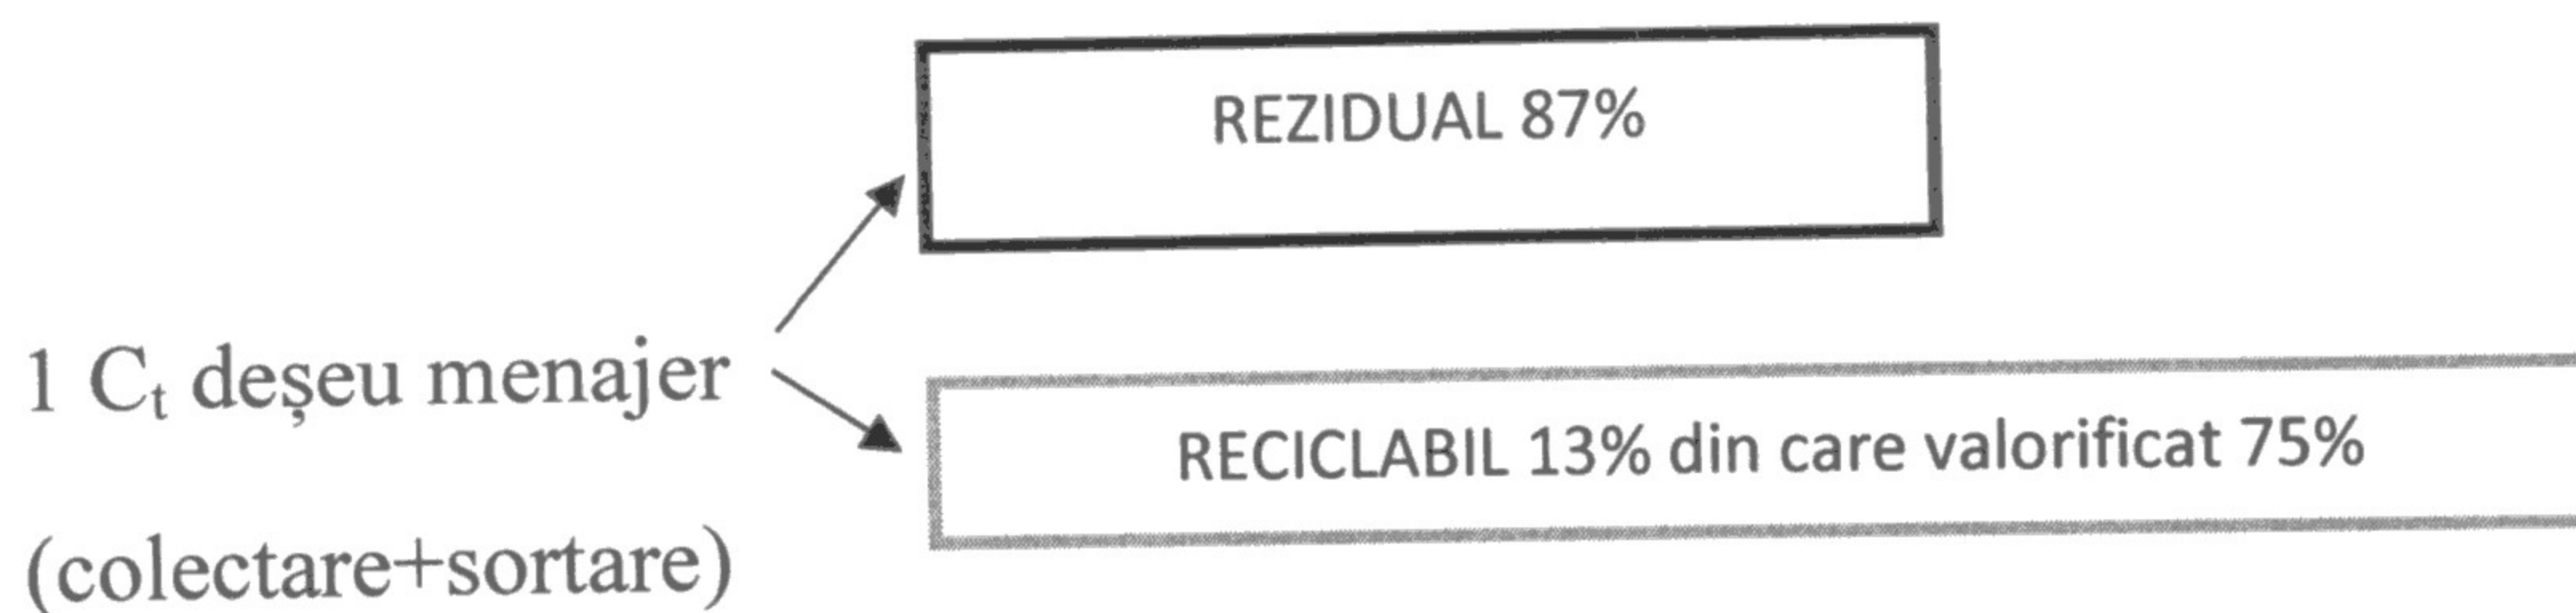 REZIDUAL 87%
1 Ct deșeu menajer
RECICLABIL 13% din care valorificat 75%
(colectare+sortare)